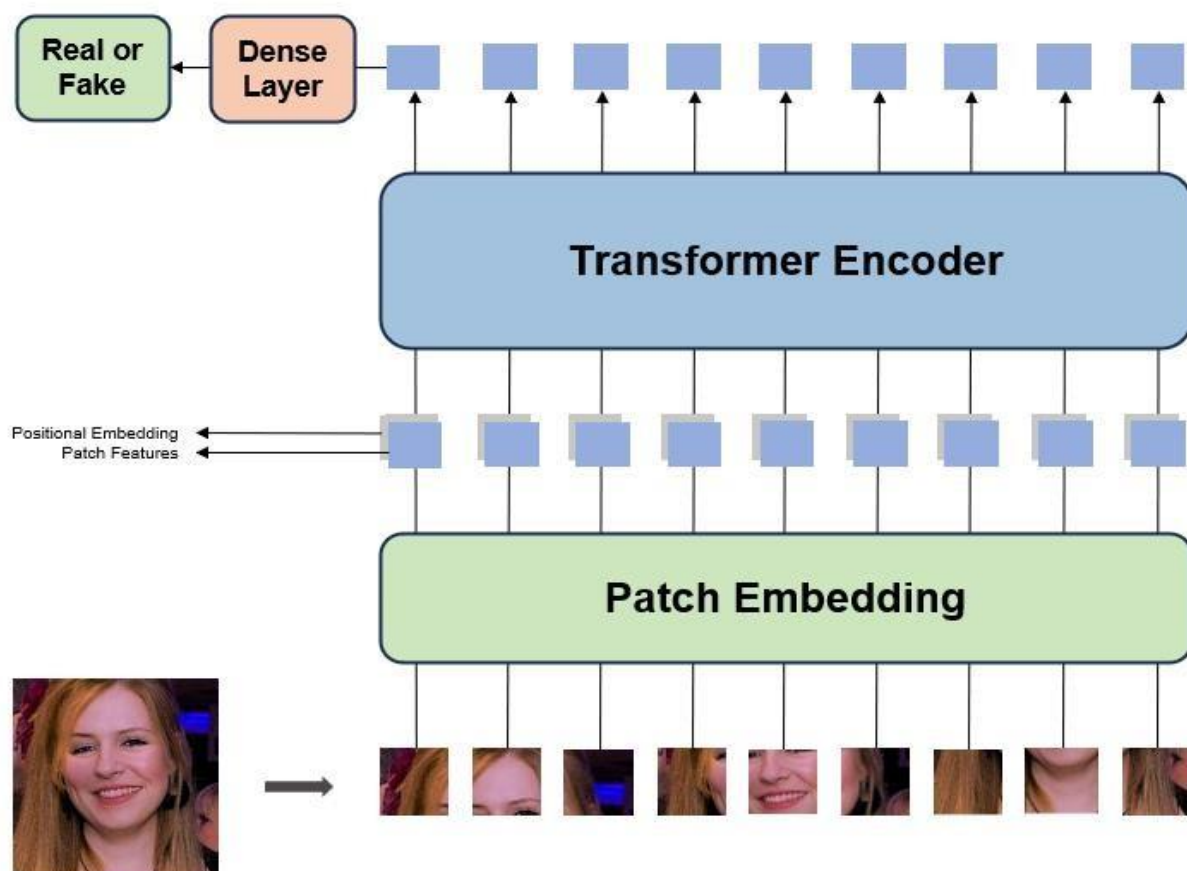 Real or
Fake
Dense
Layer
Transformer Encoder
Positional Embedding
Patch Features
Patch Embedding